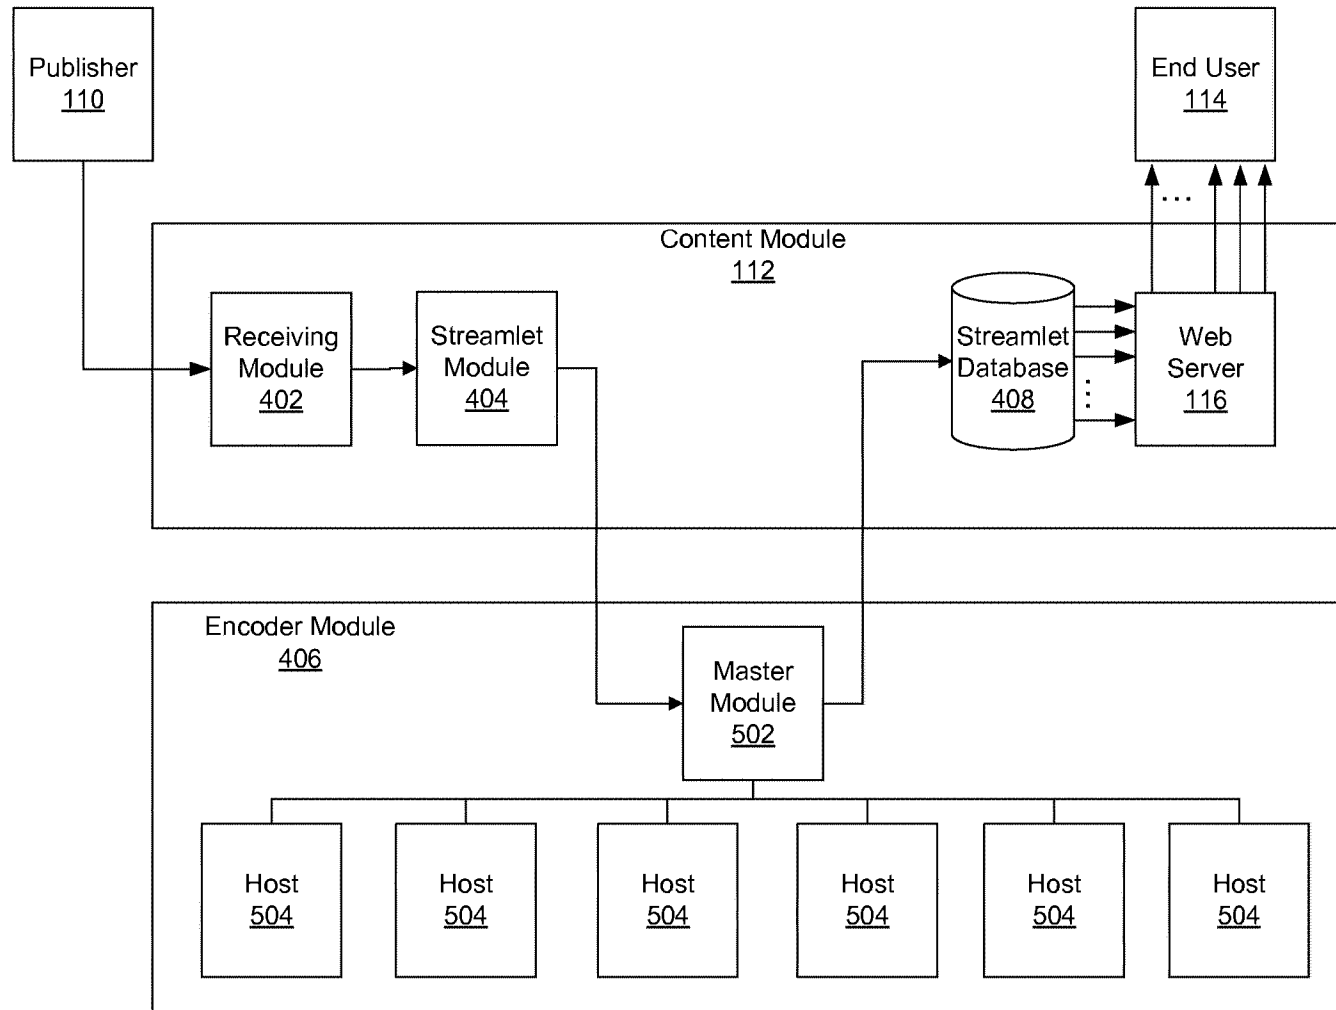 Publisher
110
End User
114
Content Module
112
Receiving
Module
402
Streamlet
Module
404
Streamlet
Database
408
Web
Server
116
Encoder Module
406
Master
Module
502
Host
504
Host
504
Host
504
Host
504
Host
504
Host
504